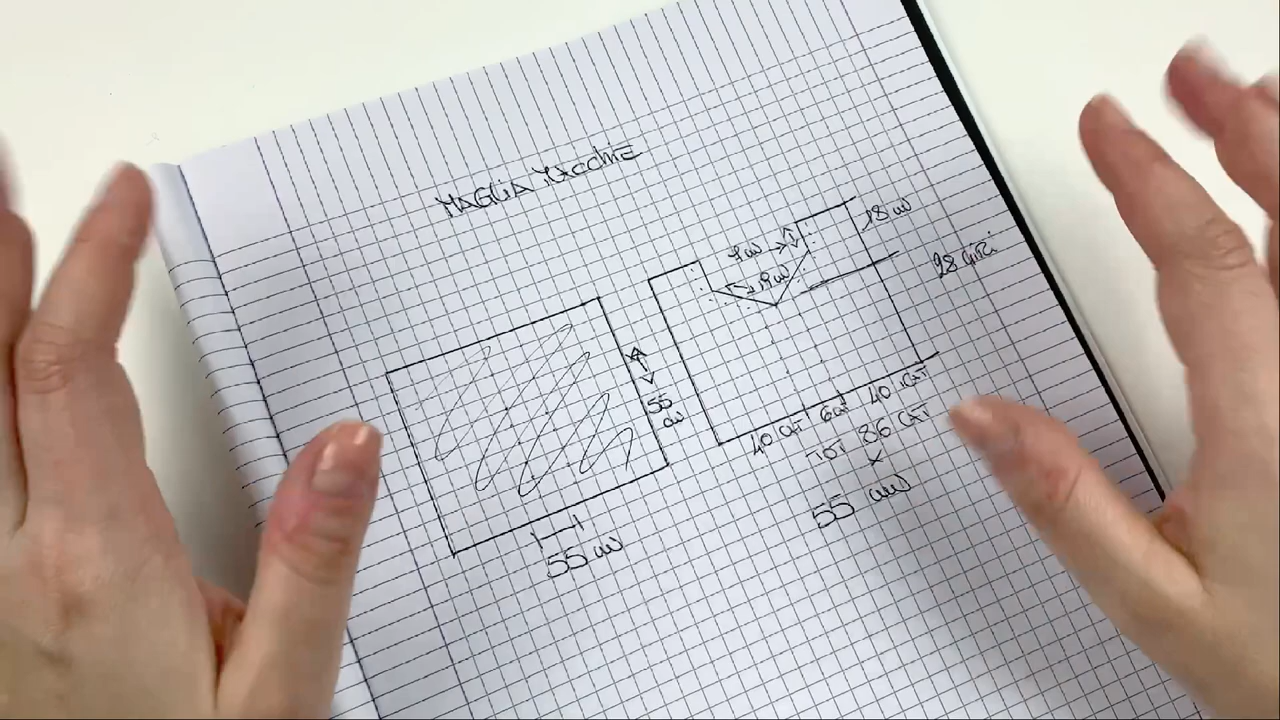 MAGLIA
18 cm
28 GIRI
55
cm
40 CAT 6 CAT 40 CAT
TOT 86 CAT
x
55 cm
55 cm